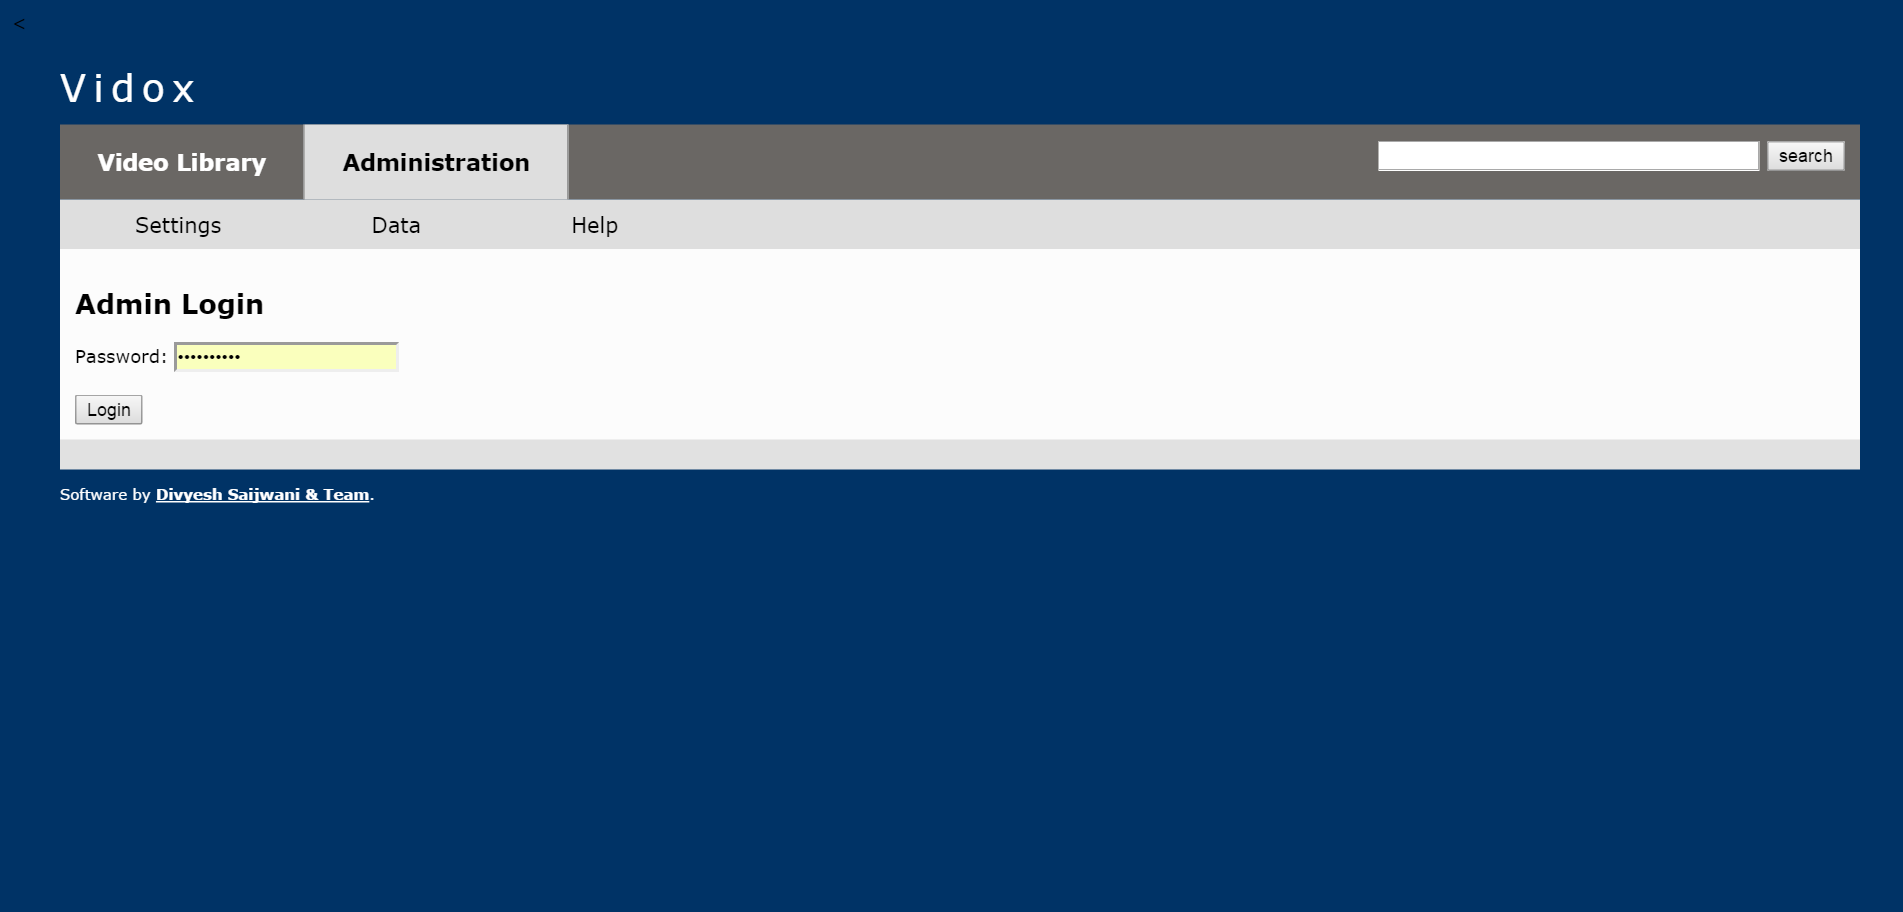 <
Vidox
Video Library Administration search
Settings Data Help
Admin Login
Password: ••••••••••
Login
Software by Divyesh Saijwani & Team.